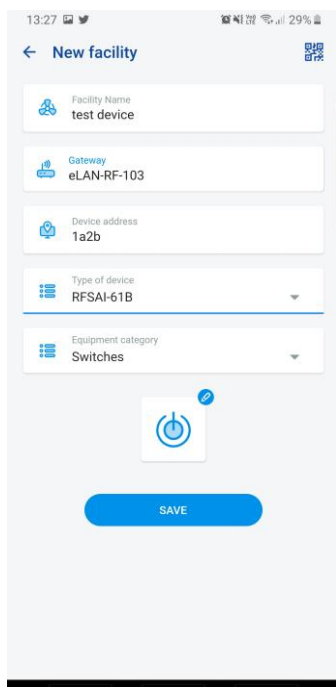 13:27 29%
New facility
Facility Name
test device
Gateway
eLAN-RF-103
Device address
1a2b
Type of device
RFSAI-61B
Equipment category
Switches
SAVE